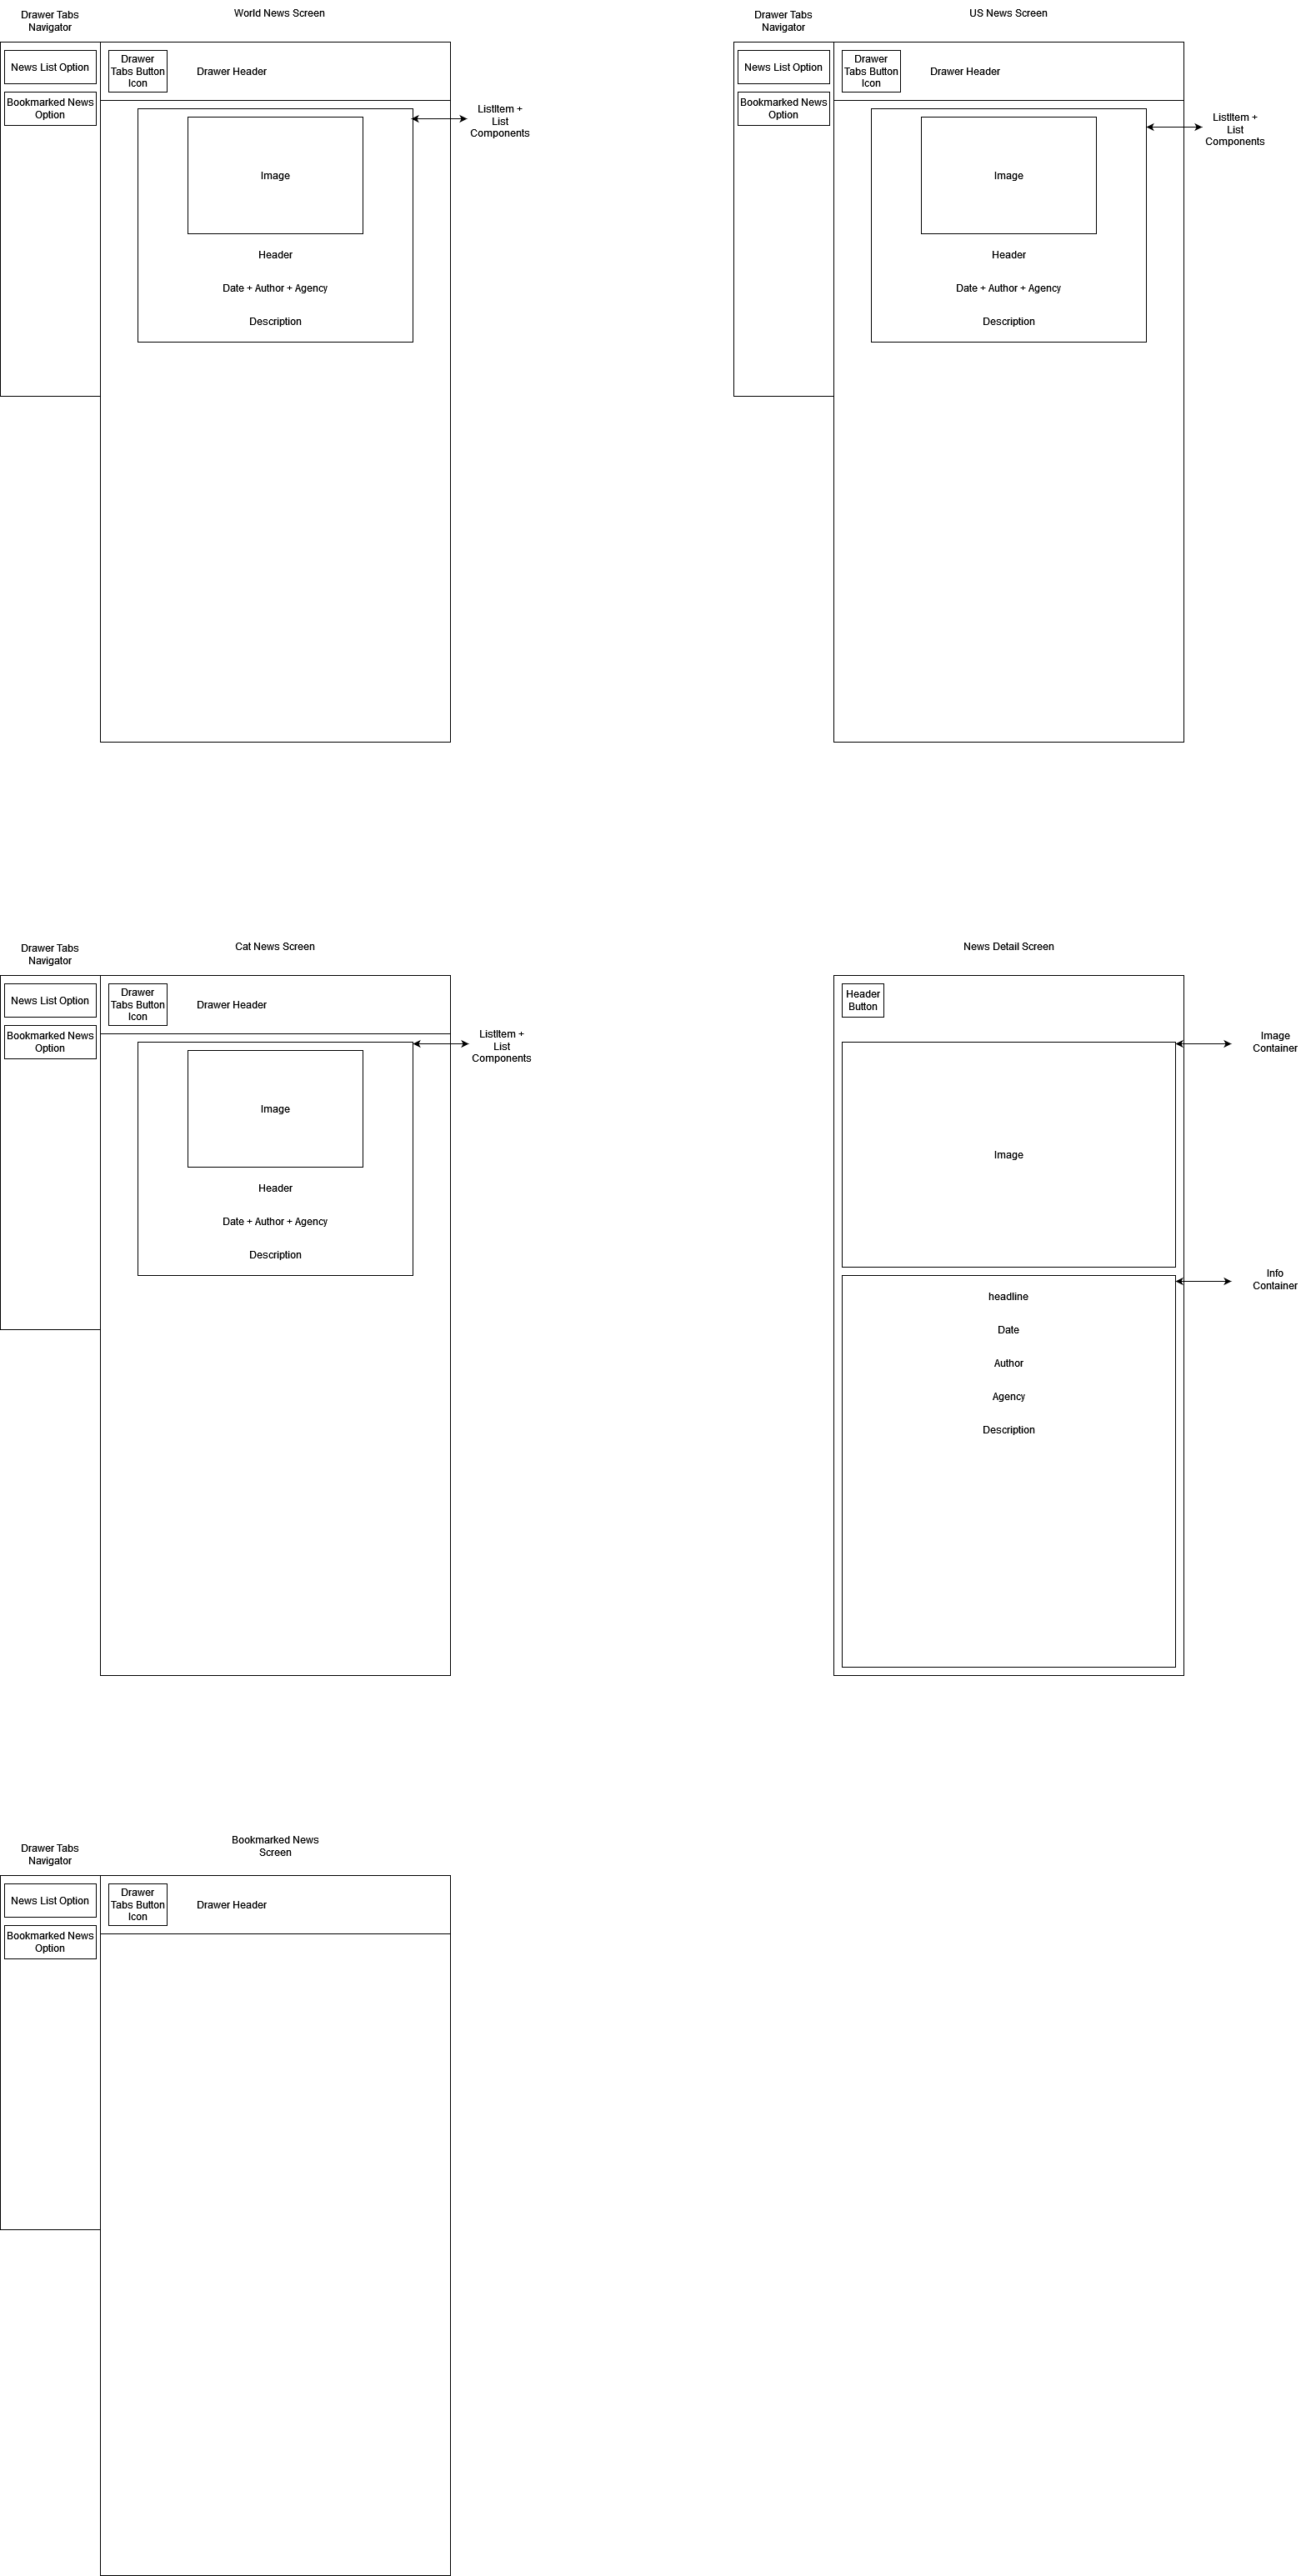 Drawer Tabs
Navigator
World News Screen
News List Option
Bookmarked News
Option
Drawer
Tabs Button
Icon
Drawer Header
ListItem +
List
Components
Image
Header
Date + Author + Agency
Description
Drawer Tabs
Navigator
US News Screen
News List Option
Bookmarked News
Option
Drawer
Tabs Button
Icon
Drawer Header
ListItem +
List
Components
Image
Header
Date + Author + Agency
Description
Drawer Tabs
Navigator
Cat News Screen
News List Option
Bookmarked News
Option
Drawer
Tabs Button
Icon
Drawer Header
ListItem +
List
Components
Image
Header
Date + Author + Agency
Description
News Detail Screen
Header
Button
Image
Container
Image
Info
Container
headline
Date
Author
Agency
Description
Drawer Tabs
Navigator
Bookmarked News
Screen
News List Option
Bookmarked News
Option
Drawer
Tabs Button
Icon
Drawer Header